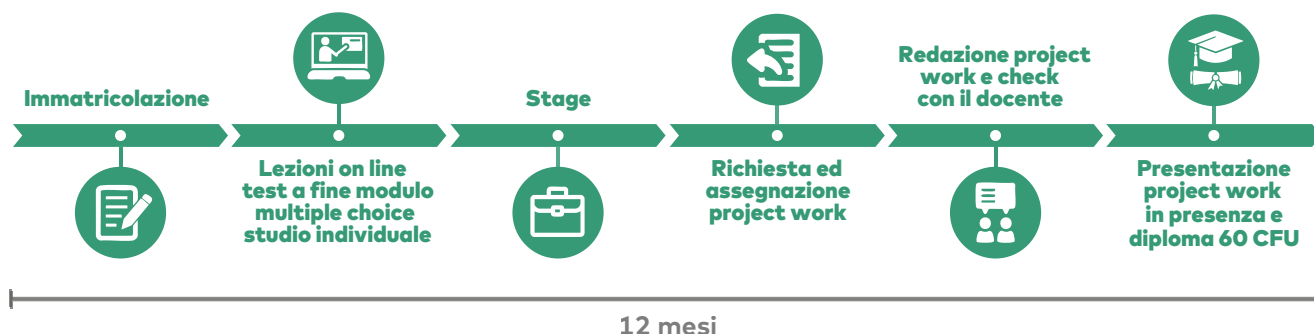 Immatricolazione
Lezioni on line
test a fine modulo
multiple choice
studio individuale
Stage
Richiesta ed
assegnazione
project work
Redazione project
work e check
con il docente
Presentazione
project work
in presenza e
diploma 60 CFU
12 mesi